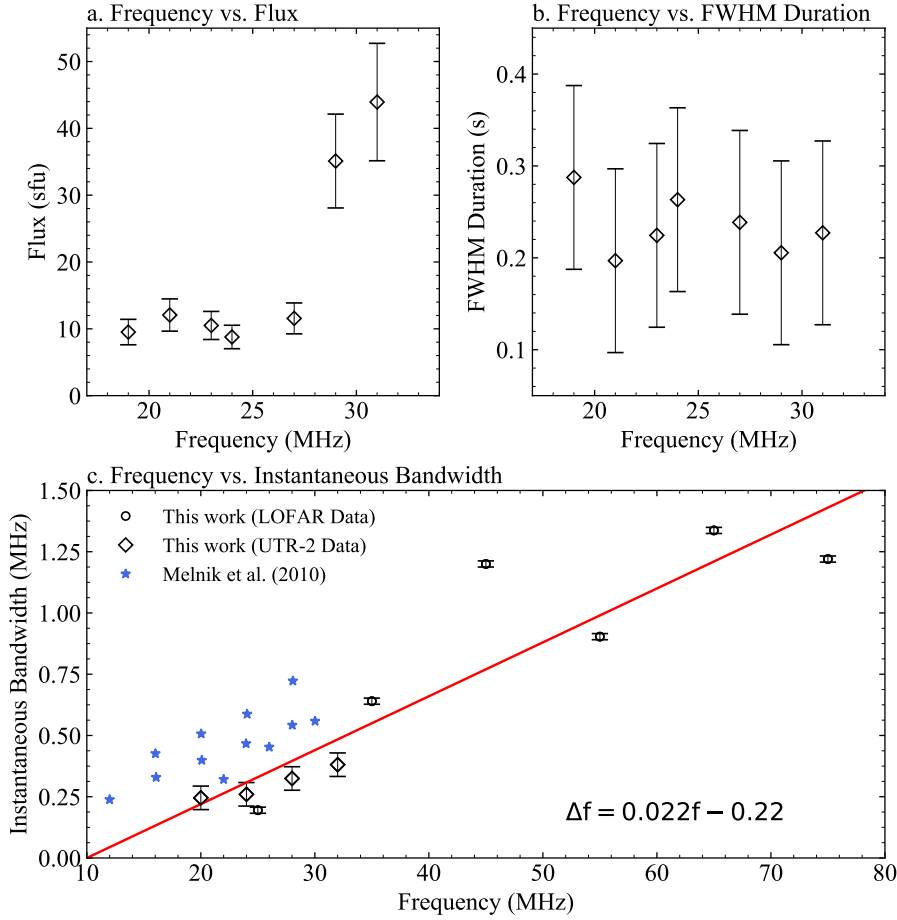 a. Frequency vs. Flux
50
40
30
20
10
0
Flux (sfu)
20 25 30
Frequency (MHz)
b. Frequency vs. FWHM Duration
0.4
0.3
0.2
0.1
FWHM Duration (s)
20 25 30
Frequency (MHz)
c. Frequency vs. Instantaneous Bandwidth
1.50
1.25
1.00
0.75
0.50
0.25
0.00
Instantaneous Bandwidth (MHz)
This work (LOFAR Data)
This work (UTR-2 Data)
Melnik et al. (2010)
Δf = 0.022f − 0.22
10 20 30 40 50 60 70 80
Frequency (MHz)